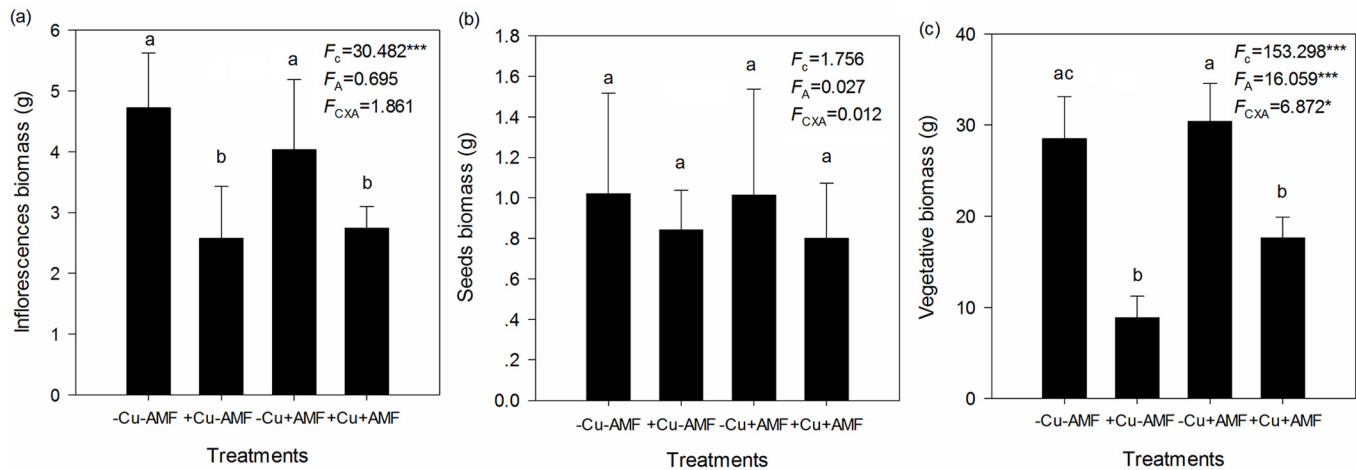 (a)
Inflorescences biomass (g)
6
5
4
3
2
1
0
a
b
a
b
Fc=30.482***
FA=0.695
FCXA=1.861
-Cu-AMF +Cu-AMF -Cu+AMF +Cu+AMF
Treatments
(b)
Seeds biomass (g)
1.8
1.6
1.4
1.2
1.0
.8
.6
.4
.2
0.0
a
a
a
a
Fc=1.756
FA=0.027
FCXA=0.012
-Cu-AMF +Cu-AMF -Cu+AMF +Cu+AMF
Treatments
(c)
Vegetative biomass (g)
40
30
20
10
0
ac
b
a
b
Fc=153.298***
FA=16.059***
FCXA=6.872*
-Cu-AMF +Cu-AMF -Cu+AMF +Cu+AMF
Treatments